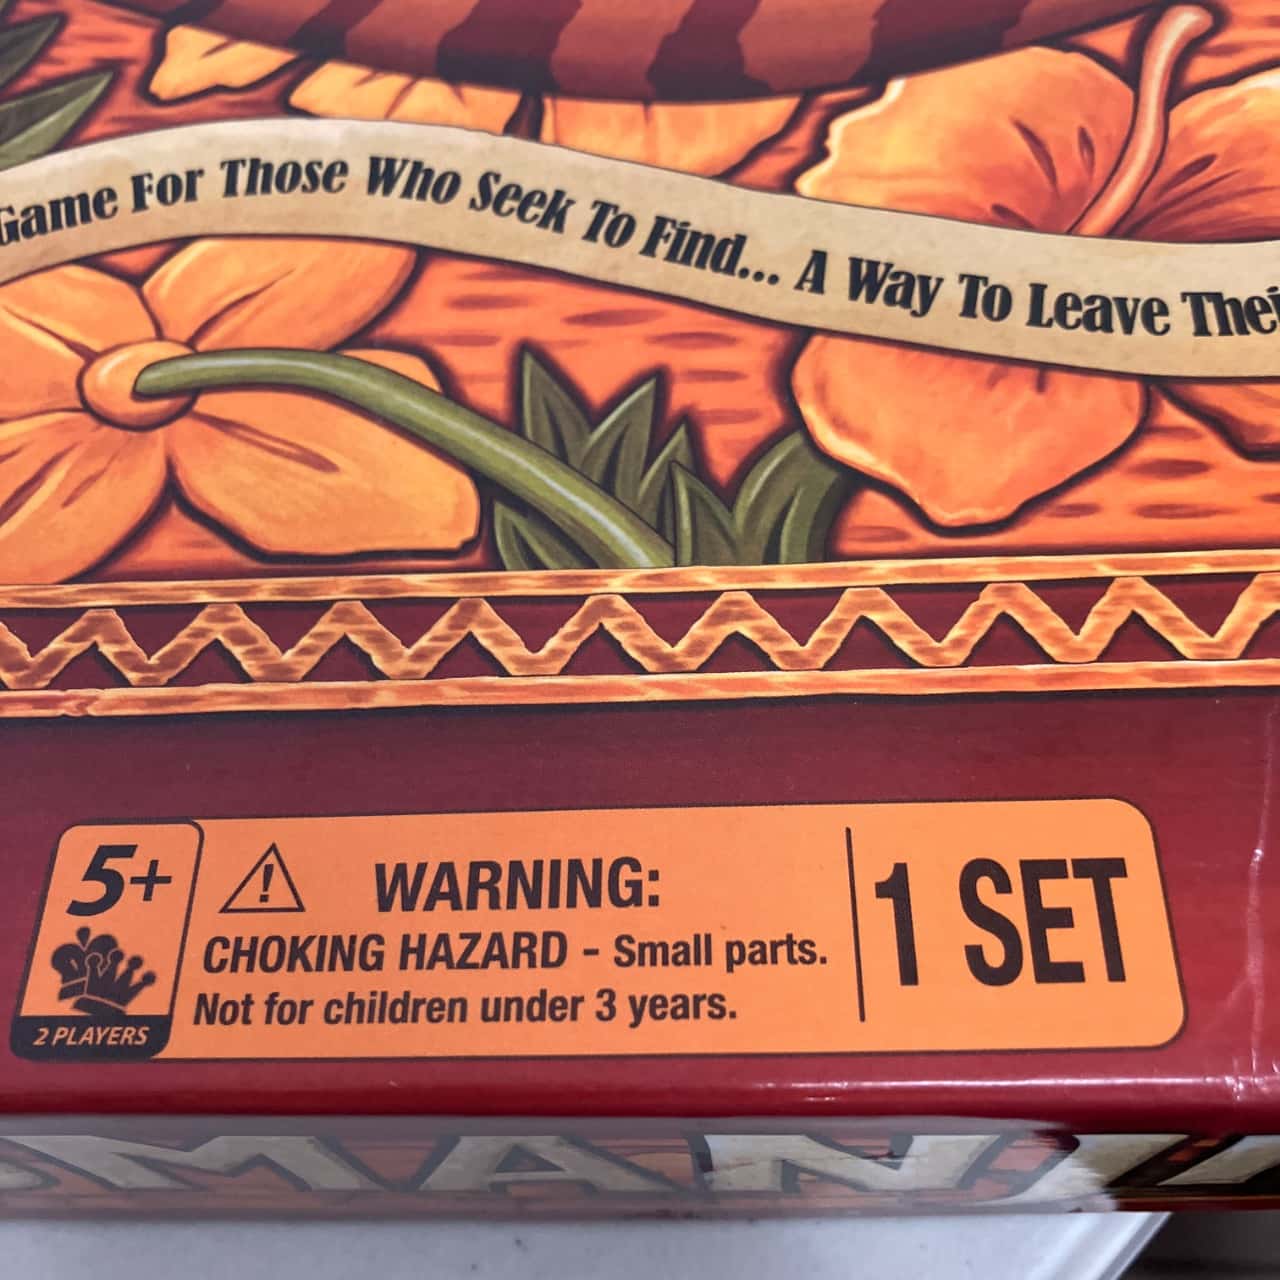 Game For Those Who Seek To Find... A Way To Leave Thei
5+
2 PLAYERS
WARNING:
CHOKING HAZARD - Small parts.
Not for children under 3 years.
1 SET
MANJ